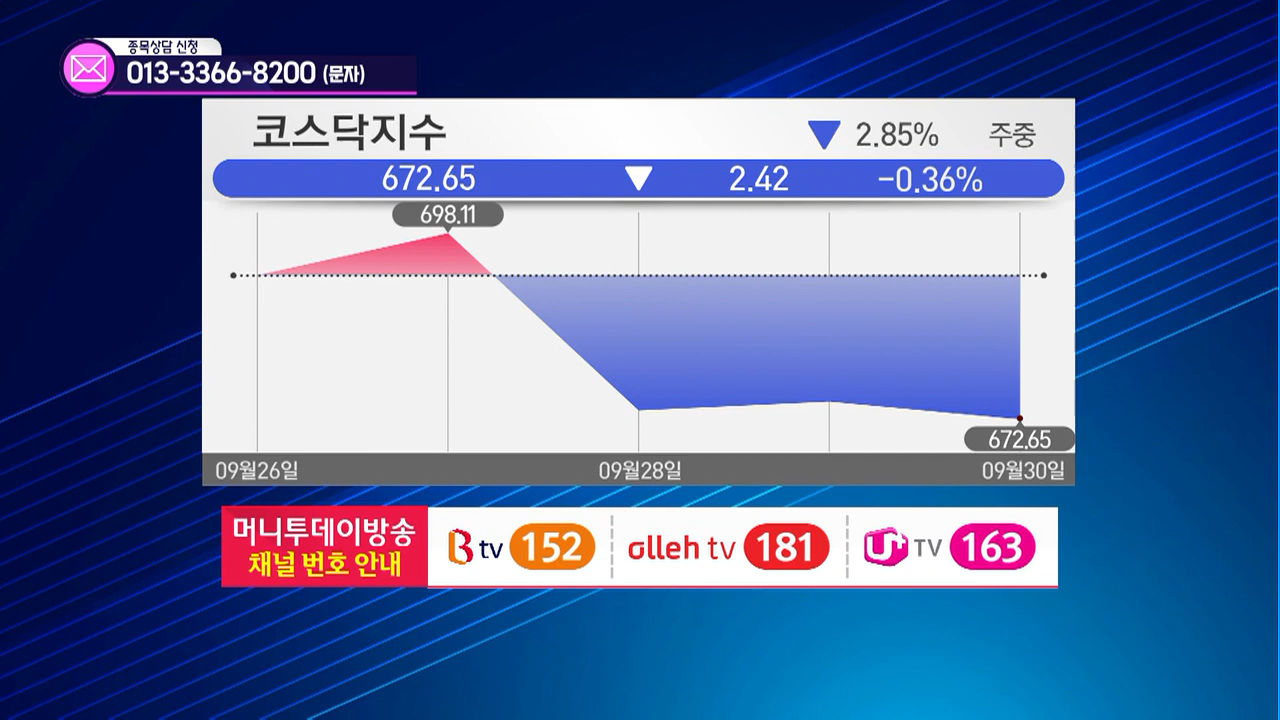 종목상담 신청
013-3366-8200 (문자)
코스닥지수 ▼ 2.85% 주중
672.65 ▼ 2.42 -0.36%
698.11
672.65
09월26일 09월28일 09월30일
머니투데이방송
채널 번호 안내
B tv 152 olleh tv 181 U+ TV 163